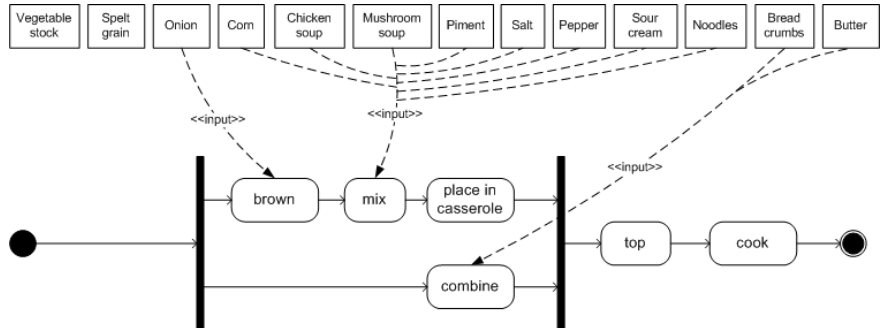 Vegetable
stock
Spelt
grain
Onion
Corn
Chicken
soup
Mushroom
soup
Piment
Salt
Pepper
Sour
cream
Noodles
Bread
crumbs
Butter
<<input>>
<<input>>
<<input>>
brown
mix
place in
casserole
top
cook
combine